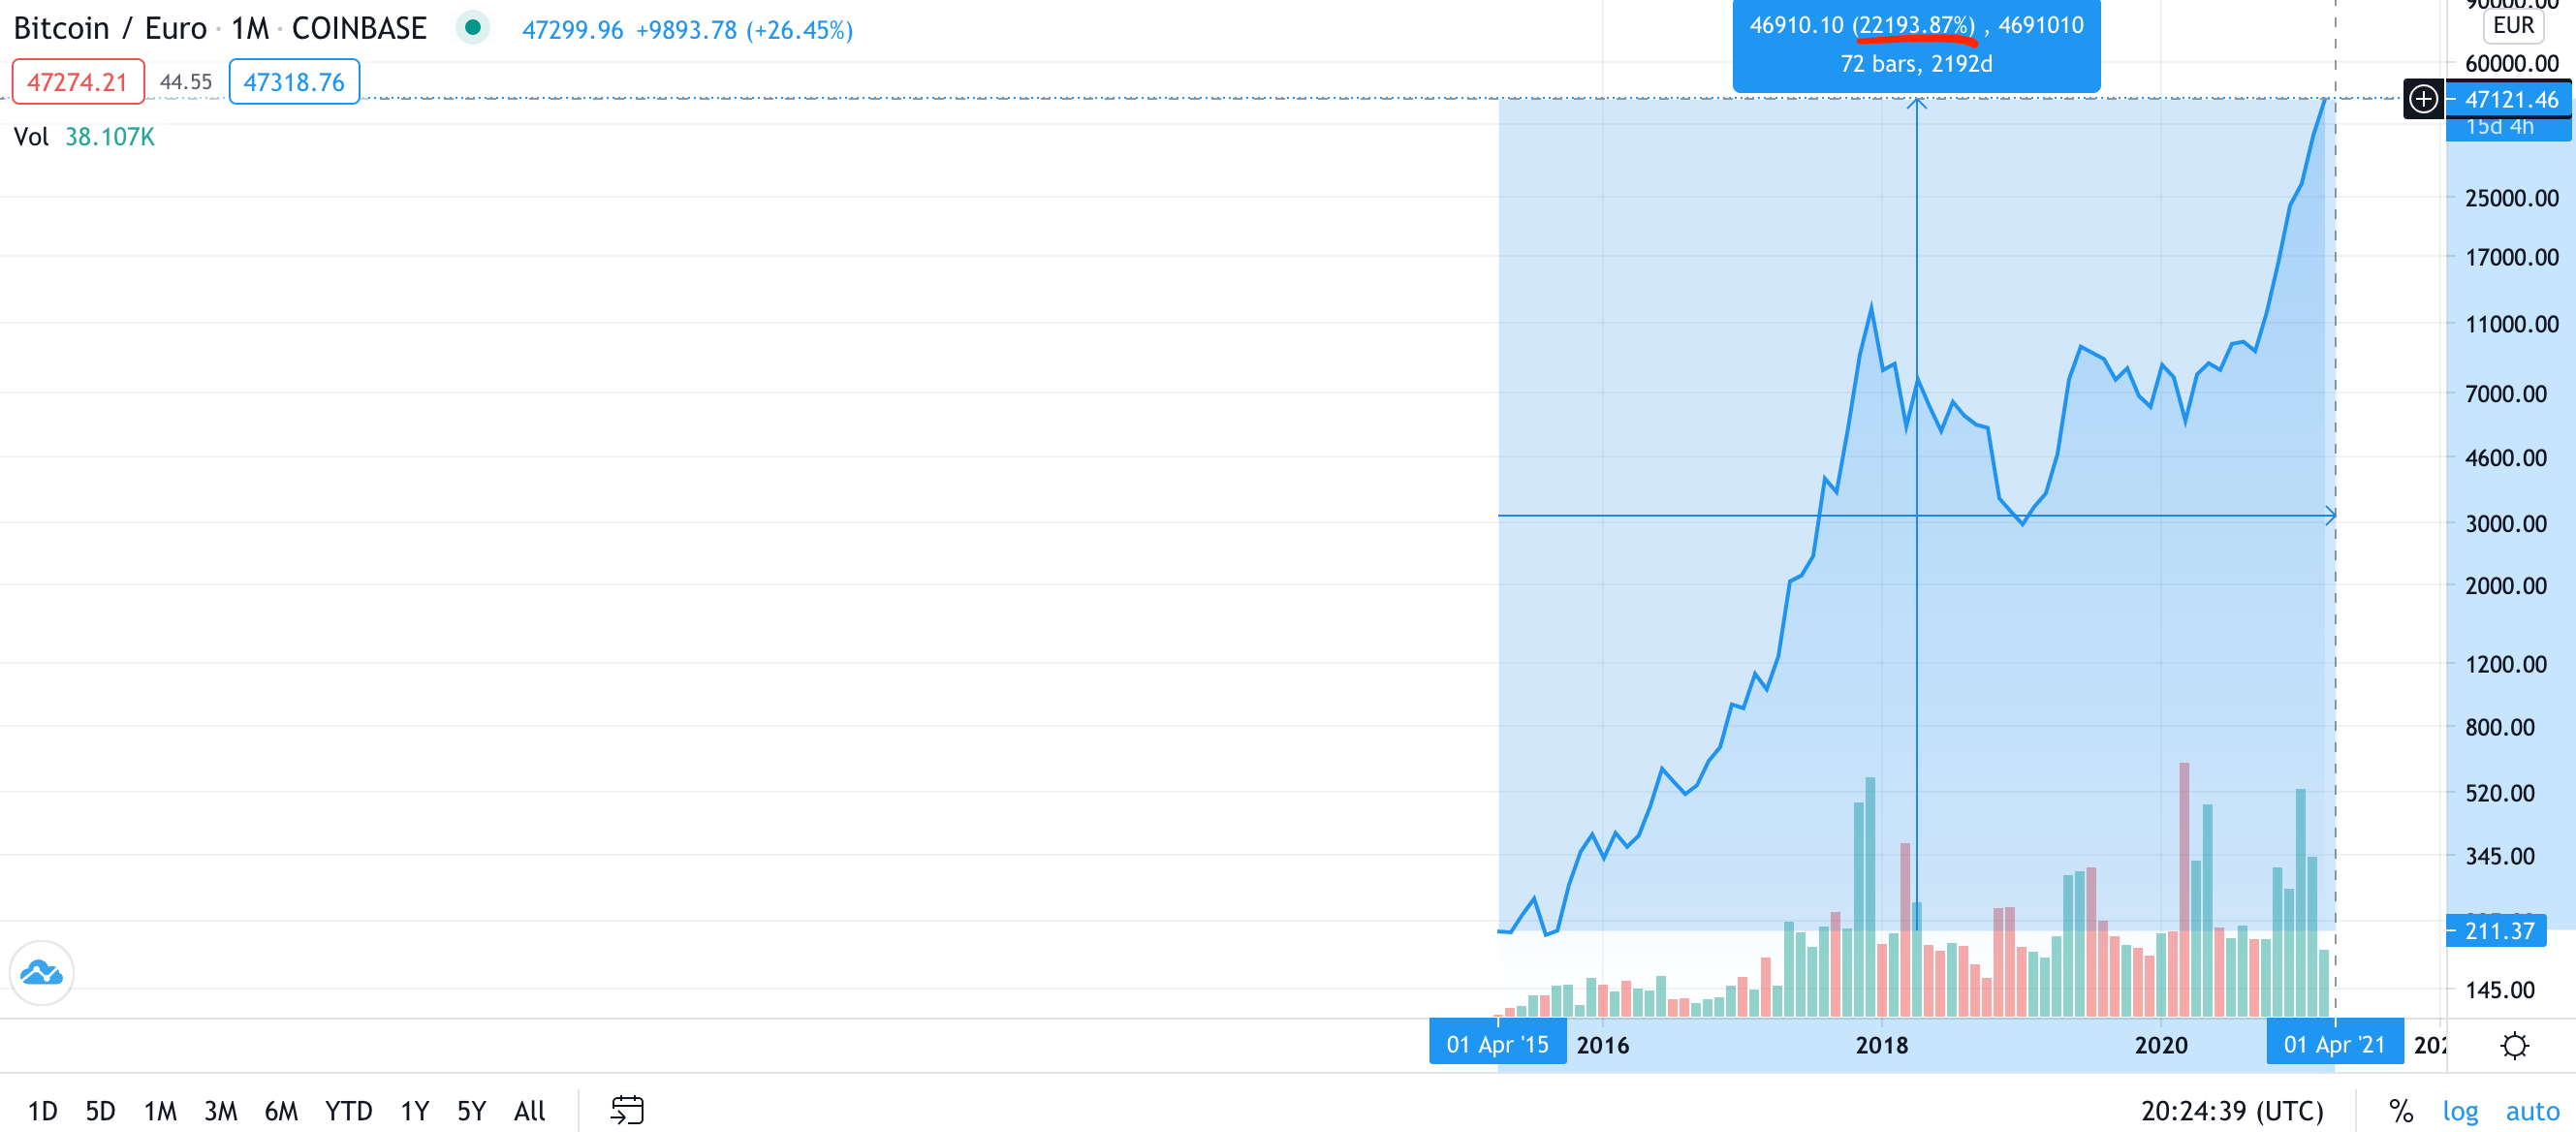 Bitcoin / Euro · 1M · COINBASE 47299.96 +9893.78 (+26.45%)
47274.21 44.55 47318.76
Vol 38.107K
46910.10 (22193.87%) , 4691010
72 bars, 2192d
EUR
60000.00
47121.46
15d 4h
25000.00
17000.00
11000.00
7000.00
4600.00
3000.00
2000.00
1200.00
800.00
520.00
345.00
211.37
145.00
01 Apr '15 2016 2018 2020 01 Apr '21
1D 5D 1M 3M 6M YTD 1Y 5Y All 20:24:39 (UTC) % log auto